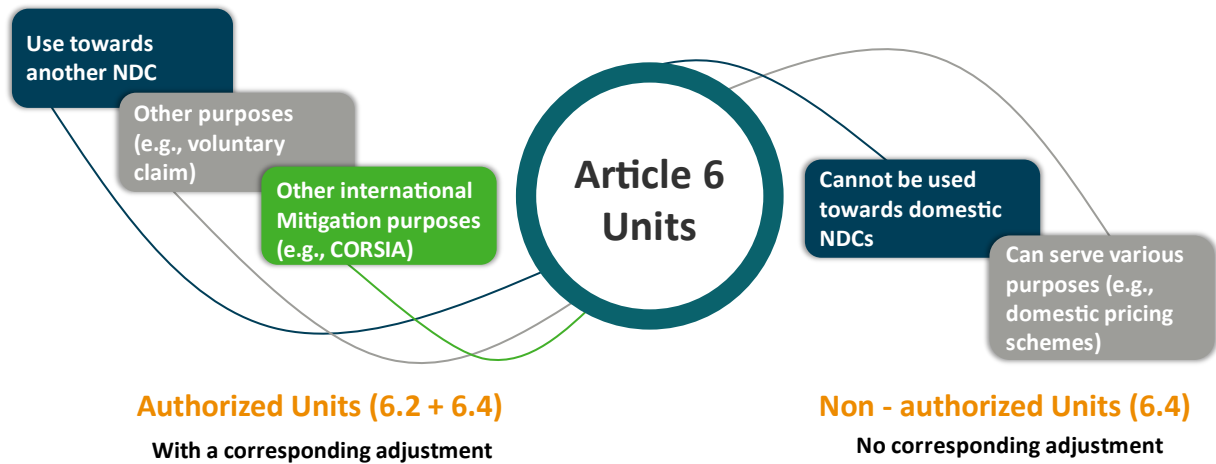 Use towards
another NDC
Other purposes
(e.g., voluntary
claim)
Other international
Mitigation purposes
(e.g., CORSIA)
Article 6
Units
Cannot be used
towards domestic
NDCs
Can serve various
purposes (e.g.,
domestic pricing
schemes)
Authorized Units (6.2 + 6.4)
With a corresponding adjustment
Non - authorized Units (6.4)
No corresponding adjustment